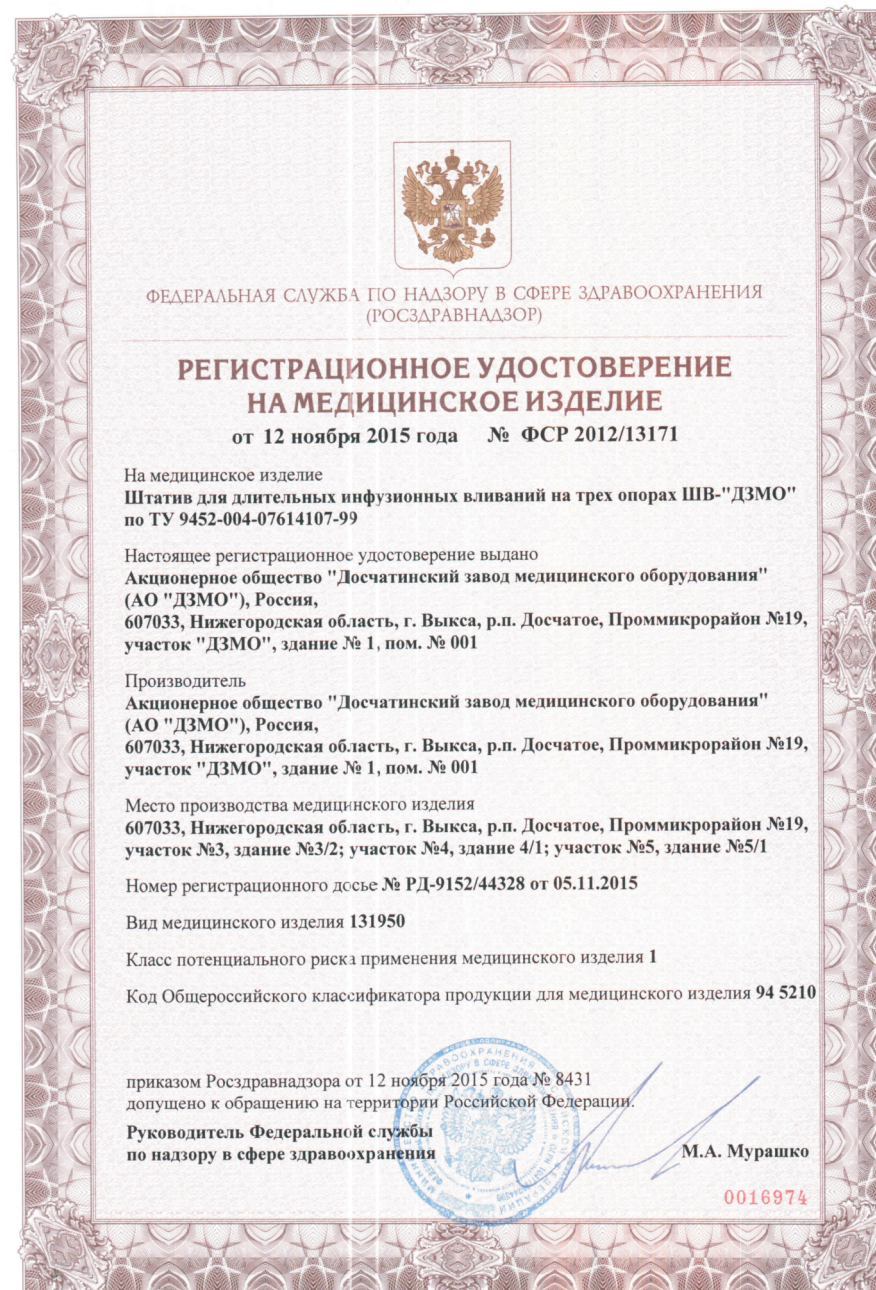 ФЕДЕРАЛЬНАЯ СЛУЖБА ПО НАДЗОРУ В СФЕРЕ ЗДРАВООХРАНЕНИЯ
(РОСЗДРАВНАДЗОР)
РЕГИСТРАЦИОННОЕ УДОСТОВЕРЕНИЕ
НА МЕДИЦИНСКОЕ ИЗДЕЛИЕ
от 12 ноября 2015 года № ФСР 2012/13171
На медицинское изделие
Штатив для длительных инфузионных вливаний на трех опорах ШВ-"ДЗМО"
по ТУ 9452-004-07614107-99
Настоящее регистрационное удостоверение выдано
Акционерное общество "Досчатинский завод медицинского оборудования"
(АО "ДЗМО"), Россия,
607033, Нижегородская область, г. Выкса, р.п. Досчатое, Проммикрорайон №19,
участок "ДЗМО", здание № 1, пом. № 001
Производитель
Акционерное общество "Досчатинский завод медицинского оборудования"
(АО "ДЗМО"), Россия,
607033, Нижегородская область, г. Выкса, р.п. Досчатое, Проммикрорайон №19,
участок "ДЗМО", здание № 1, пом. № 001
Место производства медицинского изделия
607033, Нижегородская область, г. Выкса, р.п. Досчатое, Проммикрорайон №19,
участок №3, здание №3/2; участок №4, здание 4/1; участок №5, здание №5/1
Номер регистрационного досье № РД-9152/44328 от 05.11.2015
Вид медицинского изделия 131950
Класс потенциального риска применения медицинского изделия 1
Код Общероссийского классификатора продукции для медицинского изделия 94 5210
приказом Росздравнадзора от 12 ноября 2015 года № 8431
допущено к обращению на территории Российской Федерации.
Руководитель Федеральной службы
по надзору в сфере здравоохранения
М.А. Мурашко
0016974